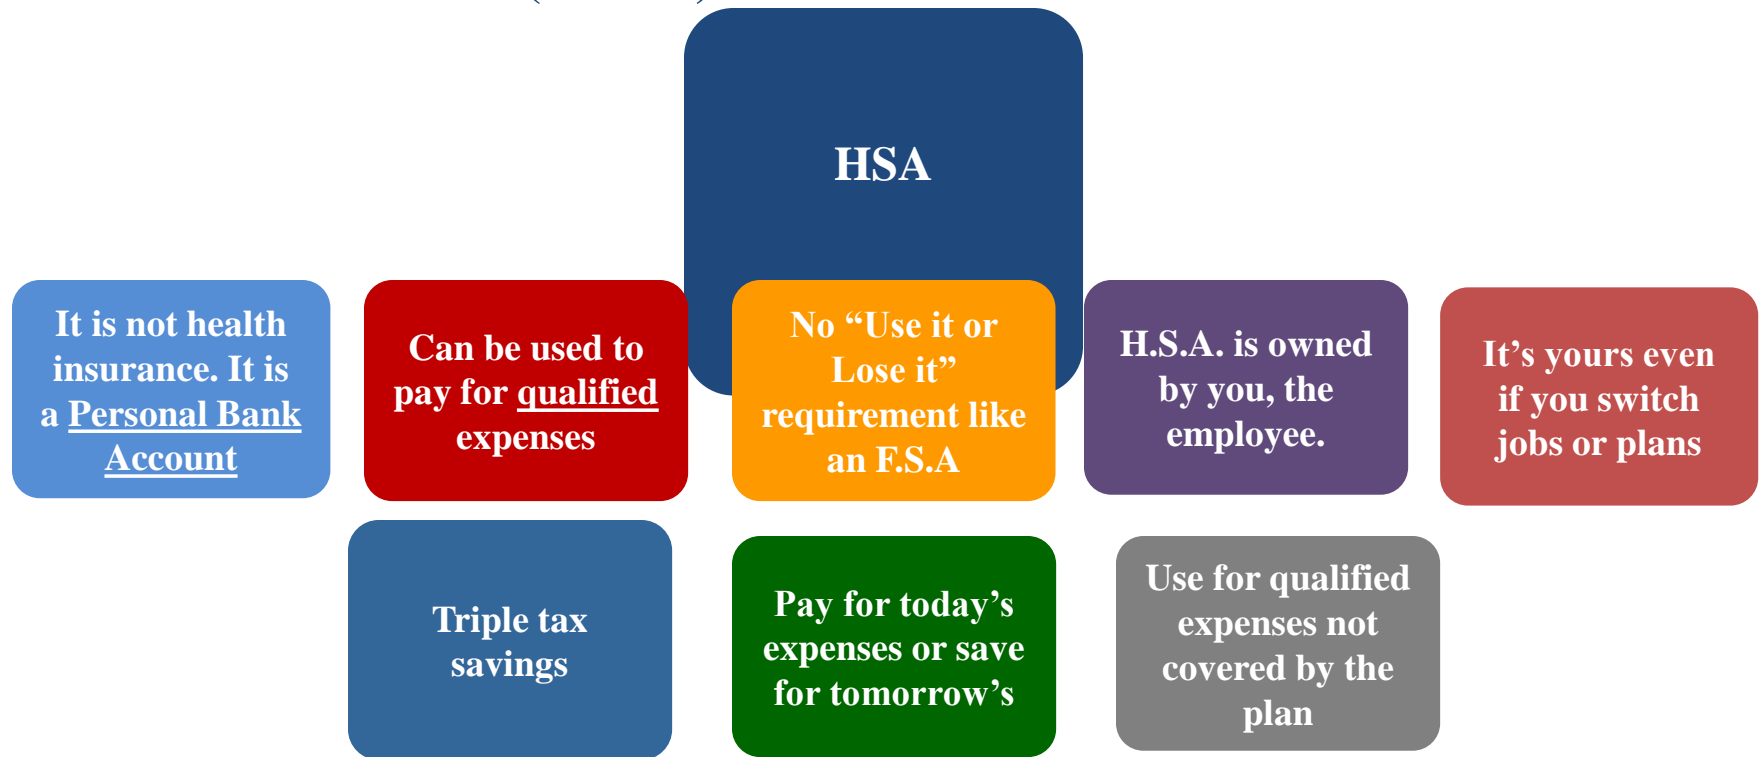 HSA
It is not health
insurance. It is
a Personal Bank
Account
Can be used to
pay for qualified
expenses
No “Use it or
Lose it”
requirement like
an F.S.A
H.S.A. is owned
by you, the
employee.
It’s yours even
if you switch
jobs or plans
Triple tax
savings
Pay for today’s
expenses or save
for tomorrow’s
Use for qualified
expenses not
covered by the
plan